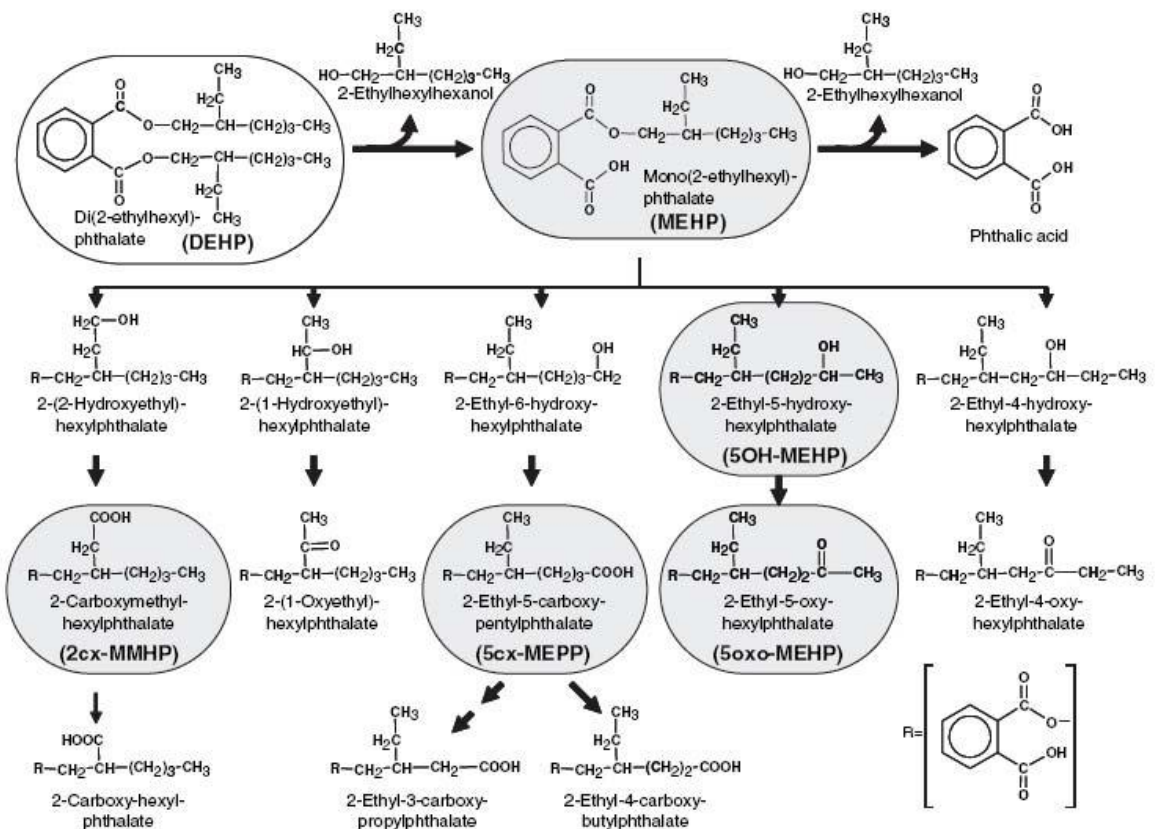 CH3
H2C
HO—CH2—CH—(CH2)3—CH3
2-Ethylhexylhexanol
CH3
H2C
HO—CH2—CH—(CH2)3—CH3
2-Ethylhexylhexanol
CH3
H2C
O
C
O—CH2—CH—(CH2)3—CH3
O—CH2—CH—(CH2)3—CH3
C
O
H2C
CH3
Di(2-ethylhexyl)-
phthalate
(DEHP)
CH3
H2C
O
C
O—CH2—CH—(CH2)3—CH3
OH
C
O
Mono(2-ethylhexyl)-
phthalate
(MEHP)
O
C
OH
OH
C
O
Phthalic acid
H2C—OH
H2C
R—CH2—CH—(CH2)3—CH3
2-(2-Hydroxyethyl)-
hexylphthalate
CH3
HC—OH
R—CH2—CH—(CH2)3—CH3
2-(1-Hydroxyethyl)-
hexylphthalate
CH3
H2C
OH
R—CH2—CH—(CH2)3—CH2
2-Ethyl-6-hydroxy-
hexylphthalate
CH3
H2C
OH
R—CH2—CH—(CH2)2—CH—CH3
2-Ethyl-5-hydroxy-
hexylphthalate
(5OH-MEHP)
CH3
H2C
OH
R—CH2—CH—CH2—CH—CH2—CH3
2-Ethyl-4-hydroxy-
hexylphthalate
COOH
H2C
R—CH2—CH—(CH2)3—CH3
2-Carboxymethyl-
hexylphthalate
(2cx-MMHP)
CH3
C=O
R—CH2—CH—(CH2)3—CH3
2-(1-Oxyethyl)-
hexylphthalate
CH3
H2C
R—CH2—CH—(CH2)3—COOH
2-Ethyl-5-carboxy-
pentylphthalate
(5cx-MEPP)
CH3
H2C
O
R—CH2—CH—(CH2)2—C—CH3
2-Ethyl-5-oxy-
hexylphthalate
(5oxo-MEHP)
CH3
H2C
O
R—CH2—CH—CH2—C—CH2—CH3
2-Ethyl-4-oxy-
hexylphthalate
HOOC
R—CH2—CH—(CH2)3—CH3
2-Carboxy-hexyl-
phthalate
CH3
H2C
R—CH2—CH—CH2—COOH
2-Ethyl-3-carboxy-
propylphthalate
CH3
H2C
R—CH2—CH—(CH2)2—COOH
2-Ethyl-4-carboxy-
butylphthalate
R=
O
C
O—
OH
C
O